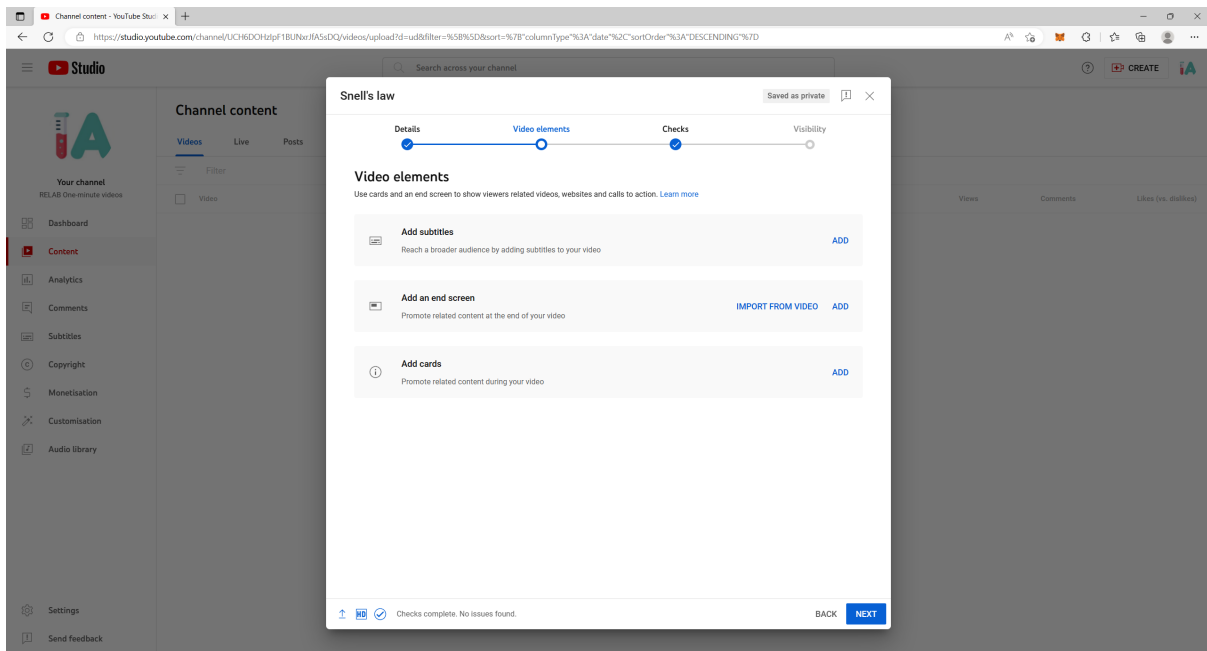 Channel content - YouTube Stud
https://studio.youtube.com/channel/UCH6DOHzIpF1BUNxrJfA5sDQ/videos/upload?d=ud&filter=%5B%5D&sort=%7B"columnType"%3A"date"%2C"sortOrder"%3A"DESCENDING"%7D
Studio
Search across your channel
CREATE
iA
Snell's law
Saved as private
Details
Video elements
Checks
Visibility
Video elements
Use cards and an end screen to show viewers related videos, websites and calls to action. Learn more
Add subtitles
Reach a broader audience by adding subtitles to your video
ADD
Add an end screen
Promote related content at the end of your video
IMPORT FROM VIDEO
ADD
Add cards
Promote related content during your video
ADD
HD
Checks complete. No issues found.
BACK
NEXT
A
Your channel
RELAB One-minute videos
Dashboard
Content
Analytics
Comments
Subtitles
Copyright
Monetisation
Customisation
Audio library
Settings
Send feedback
Channel content
Videos
Live
Posts
Filter
Video
Views
Comments
Likes (vs. dislikes)